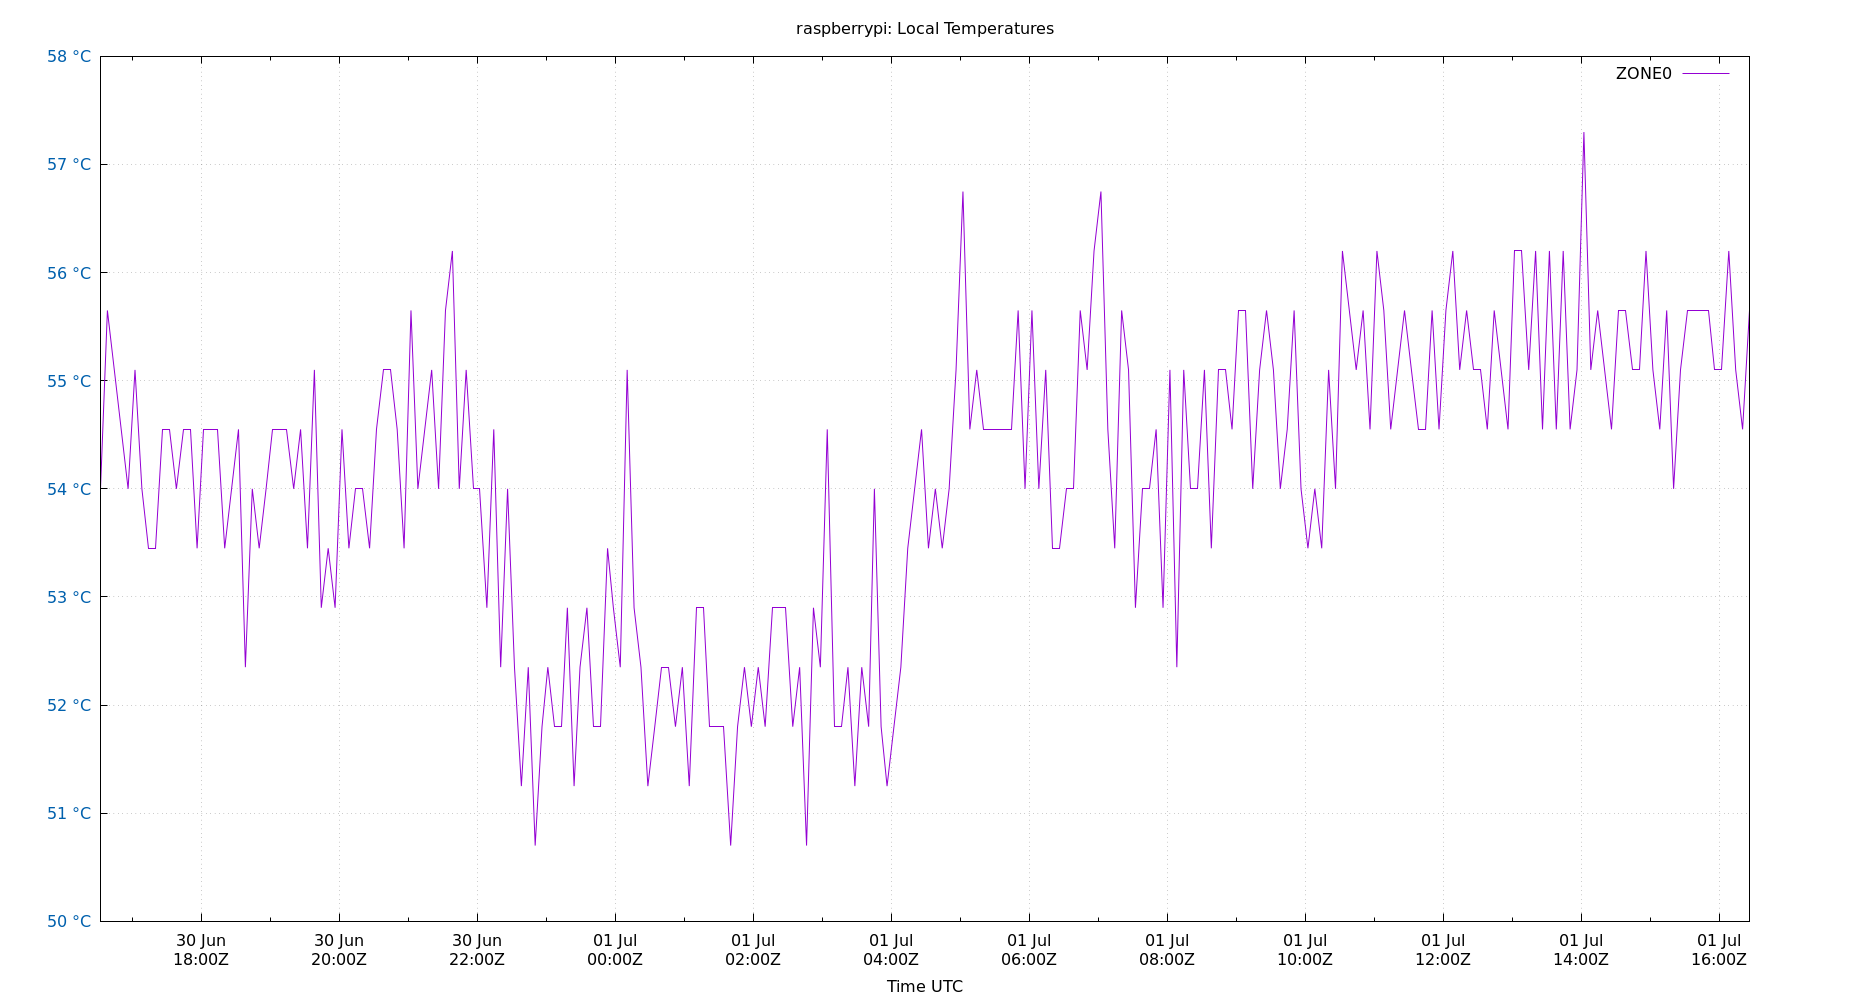 raspberrypi: Local Temperatures
58 °C
ZONE0
57 °C
56 °C
55 °C
54 °C
53 °C
52 °C
51 °C
50 °C
30 Jun 30 Jun 30 Jun 01 Jul 01 Jul 01 Jul 01 Jul 01 Jul 01 Jul 01 Jul 01 Jul 01 Jul
18:00Z 20:00Z 22:00Z 00:00Z 02:00Z 04:00Z 06:00Z 08:00Z 10:00Z 12:00Z 14:00Z 16:00Z
Time UTC